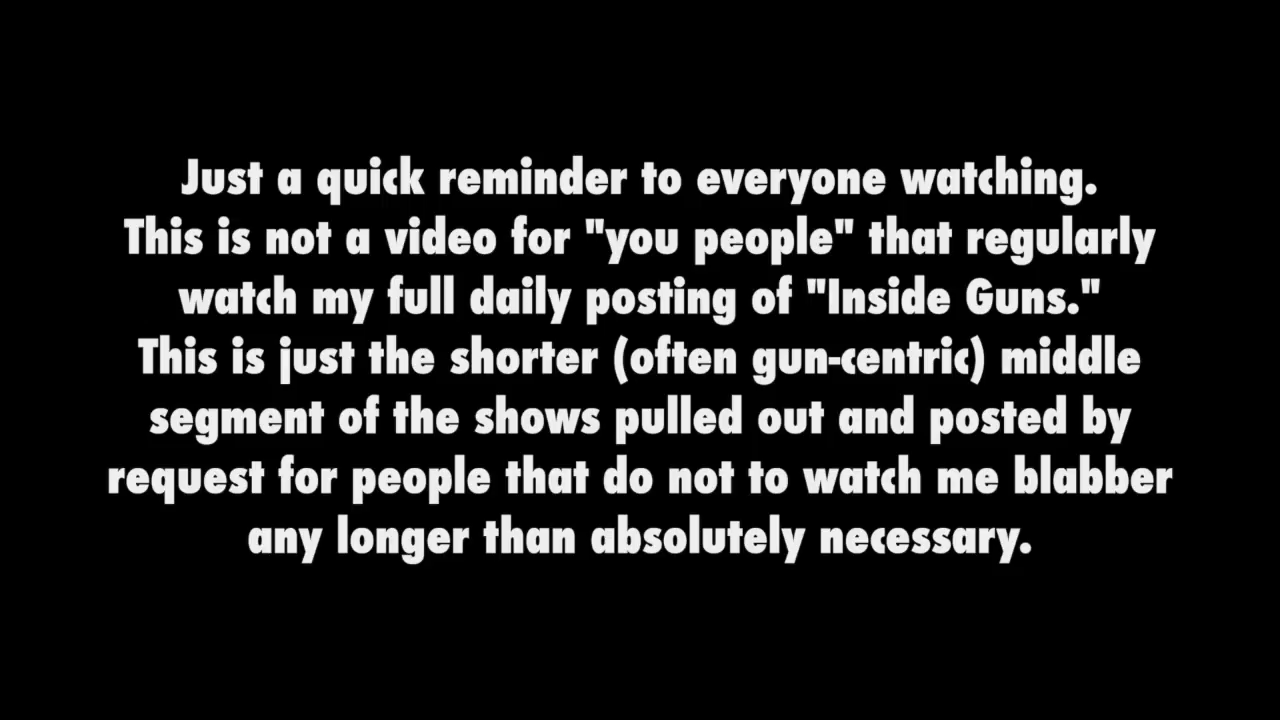 Just a quick reminder to everyone watching.
This is not a video for "you people" that regularly
watch my full daily posting of "Inside Guns."
This is just the shorter (often gun-centric) middle
segment of the shows pulled out and posted by
request for people that do not to watch me blabber
any longer than absolutely necessary.